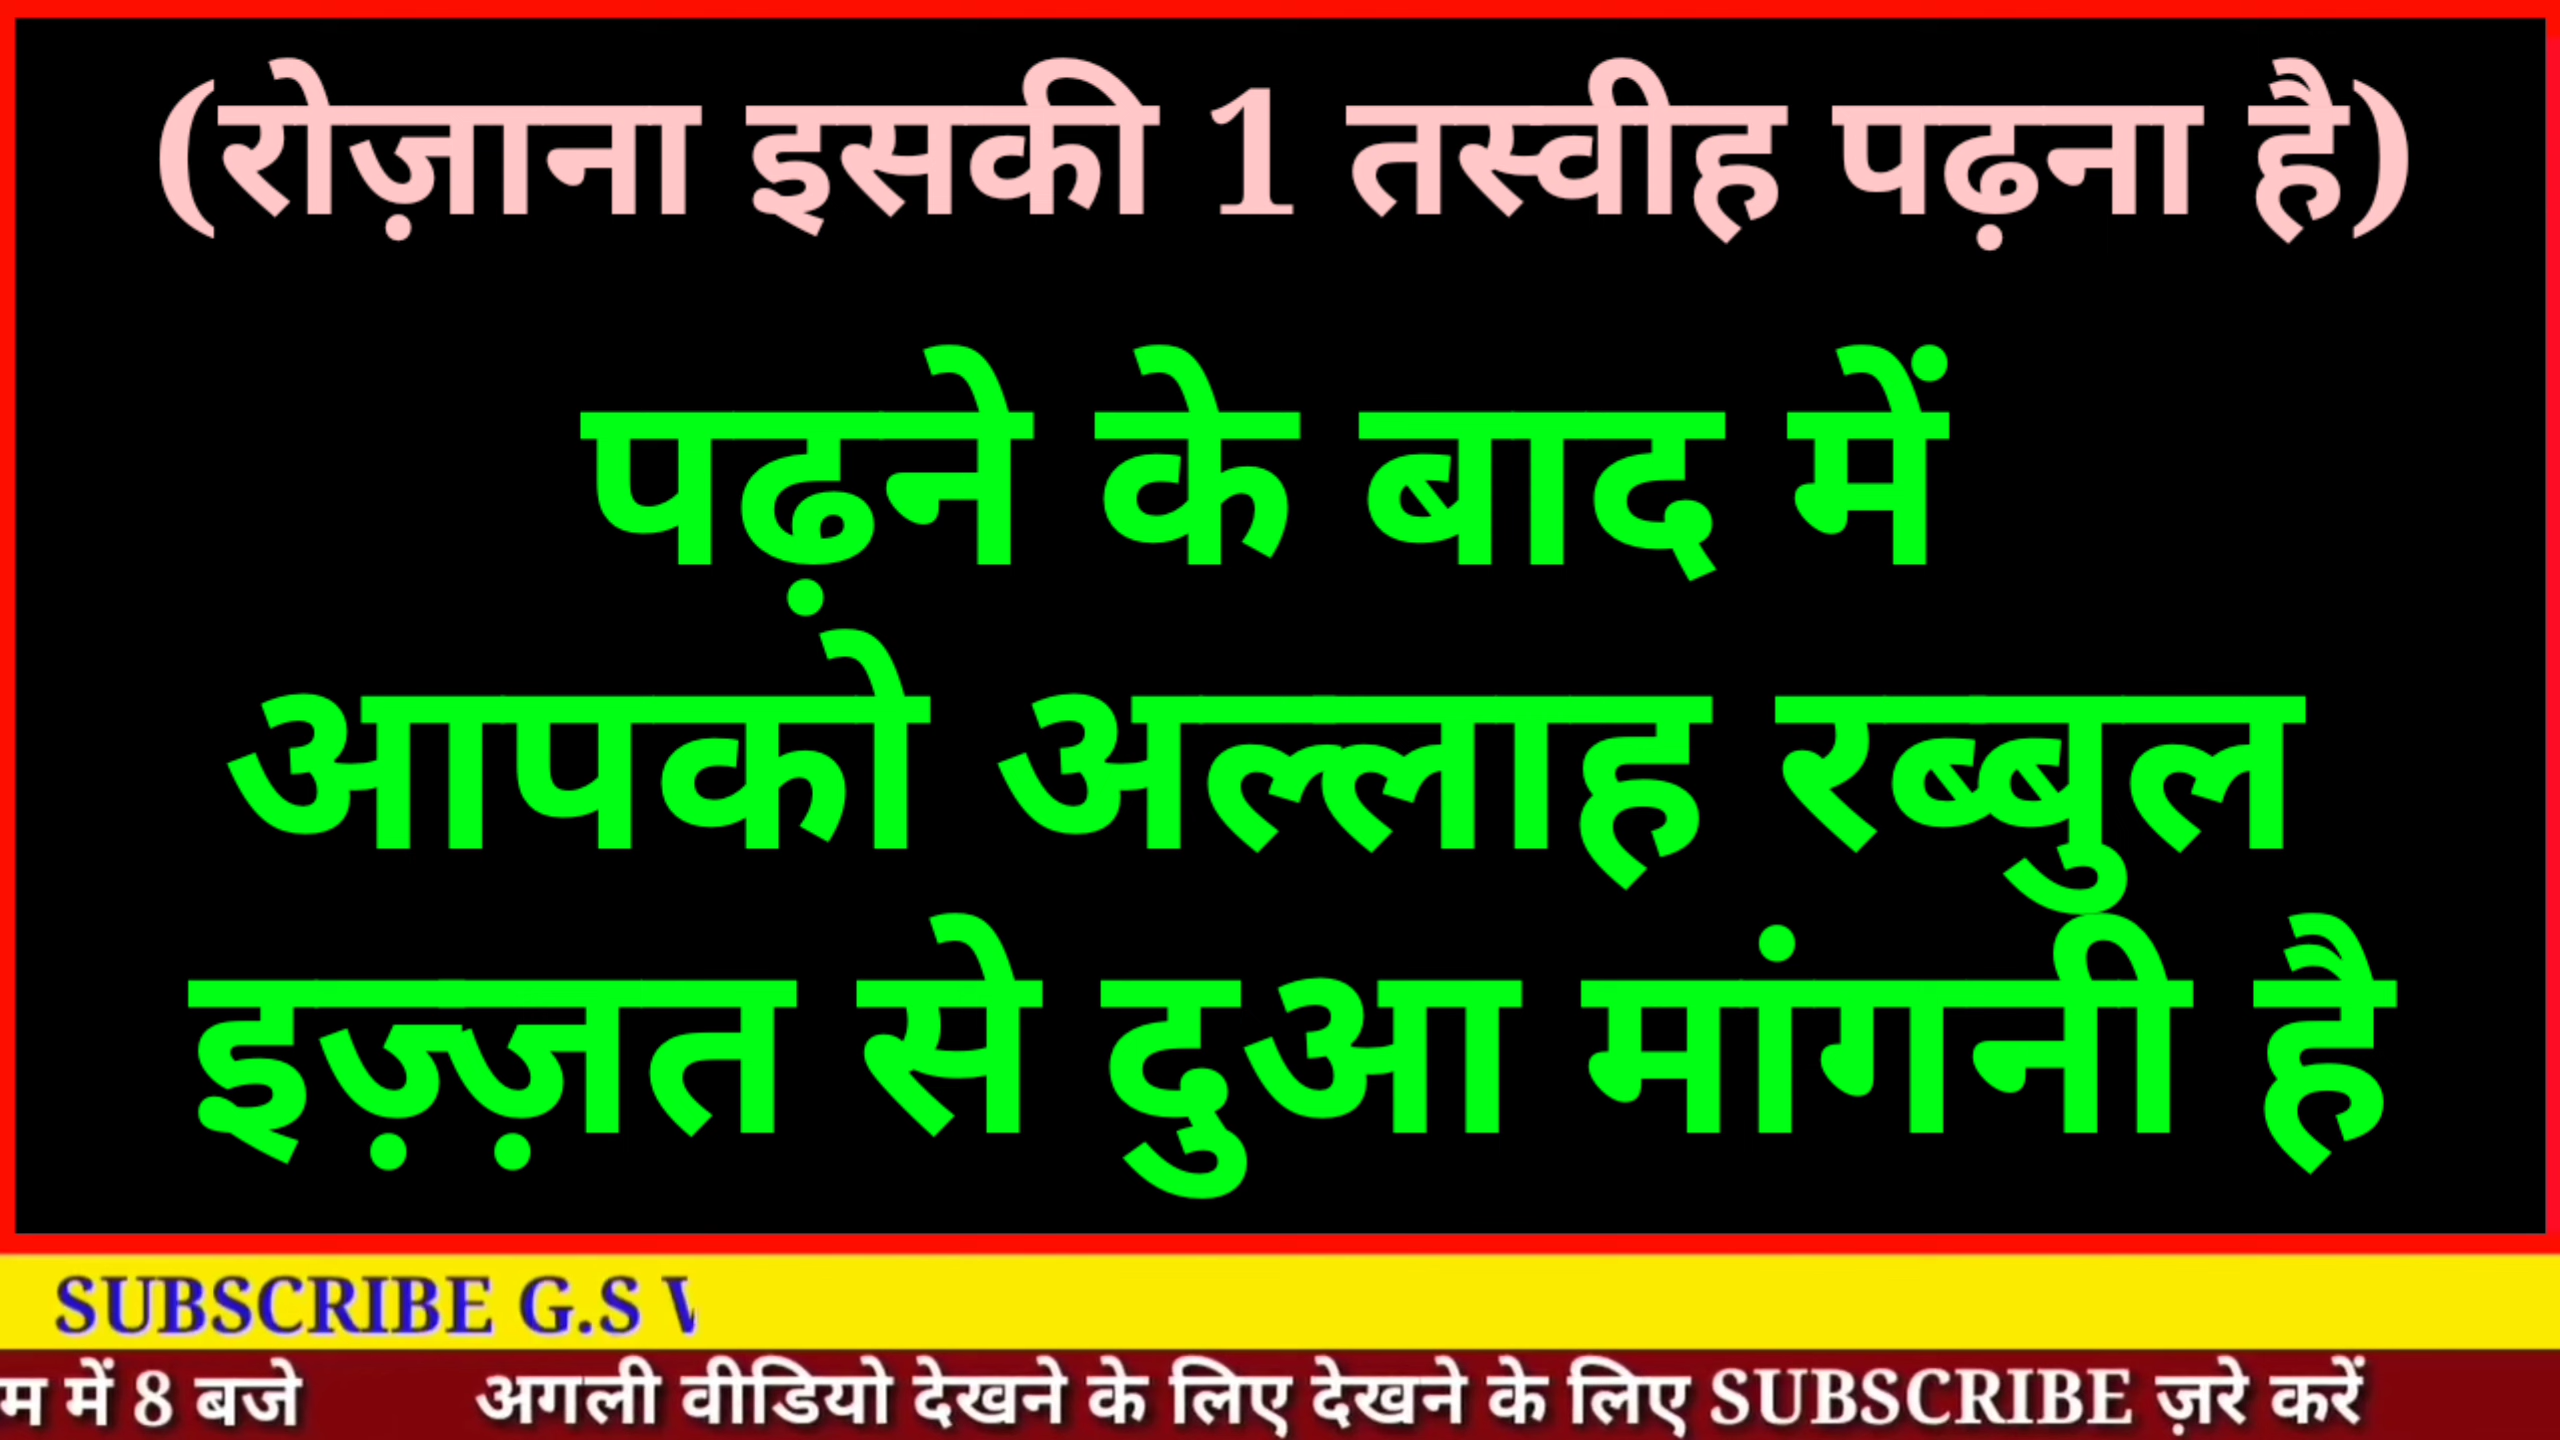 (रोज़ाना इसकी 1 तस्वीह पढ़ना है)
पढ़ने के बाद में
आपको अल्लाह रब्बुल
इज़्ज़त से दुआ मांगनी है
SUBSCRIBE G.S
म में 8 बजे अगली वीडियो देखने के लिए देखने के लिए SUBSCRIBE ज़रे करें